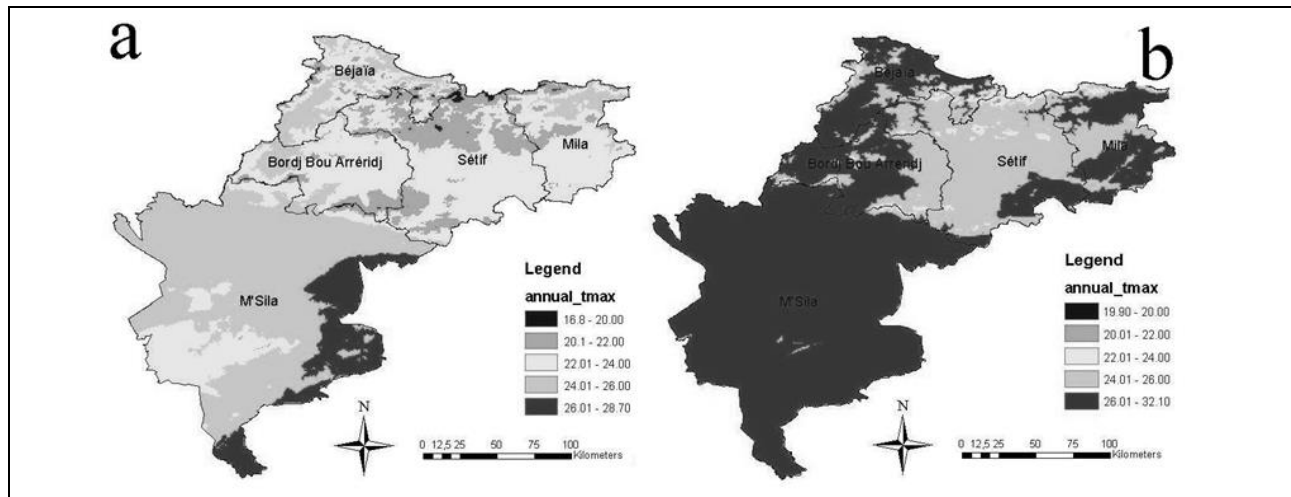 a
Béjaïa
Bordj Bou Arréridj
Sétif
Mila
M'Sila
Legend
annual_tmax
16.8 - 20.00
20.1 - 22.00
22.01 - 24.00
24.01 - 26.00
26.01 - 28.70
N
0 12,5 25 50 75 100
Kilometers
b
Béjaïa
Bordj Bou Arreridj
Sétif
Mila
M'Sila
Legend
annual_tmax
19.90 - 20.00
20.01 - 22.00
22.01 - 24.00
24.01 - 26.00
26.01 - 32.10
N
0 12,5 25 50 75 100
Kilometers